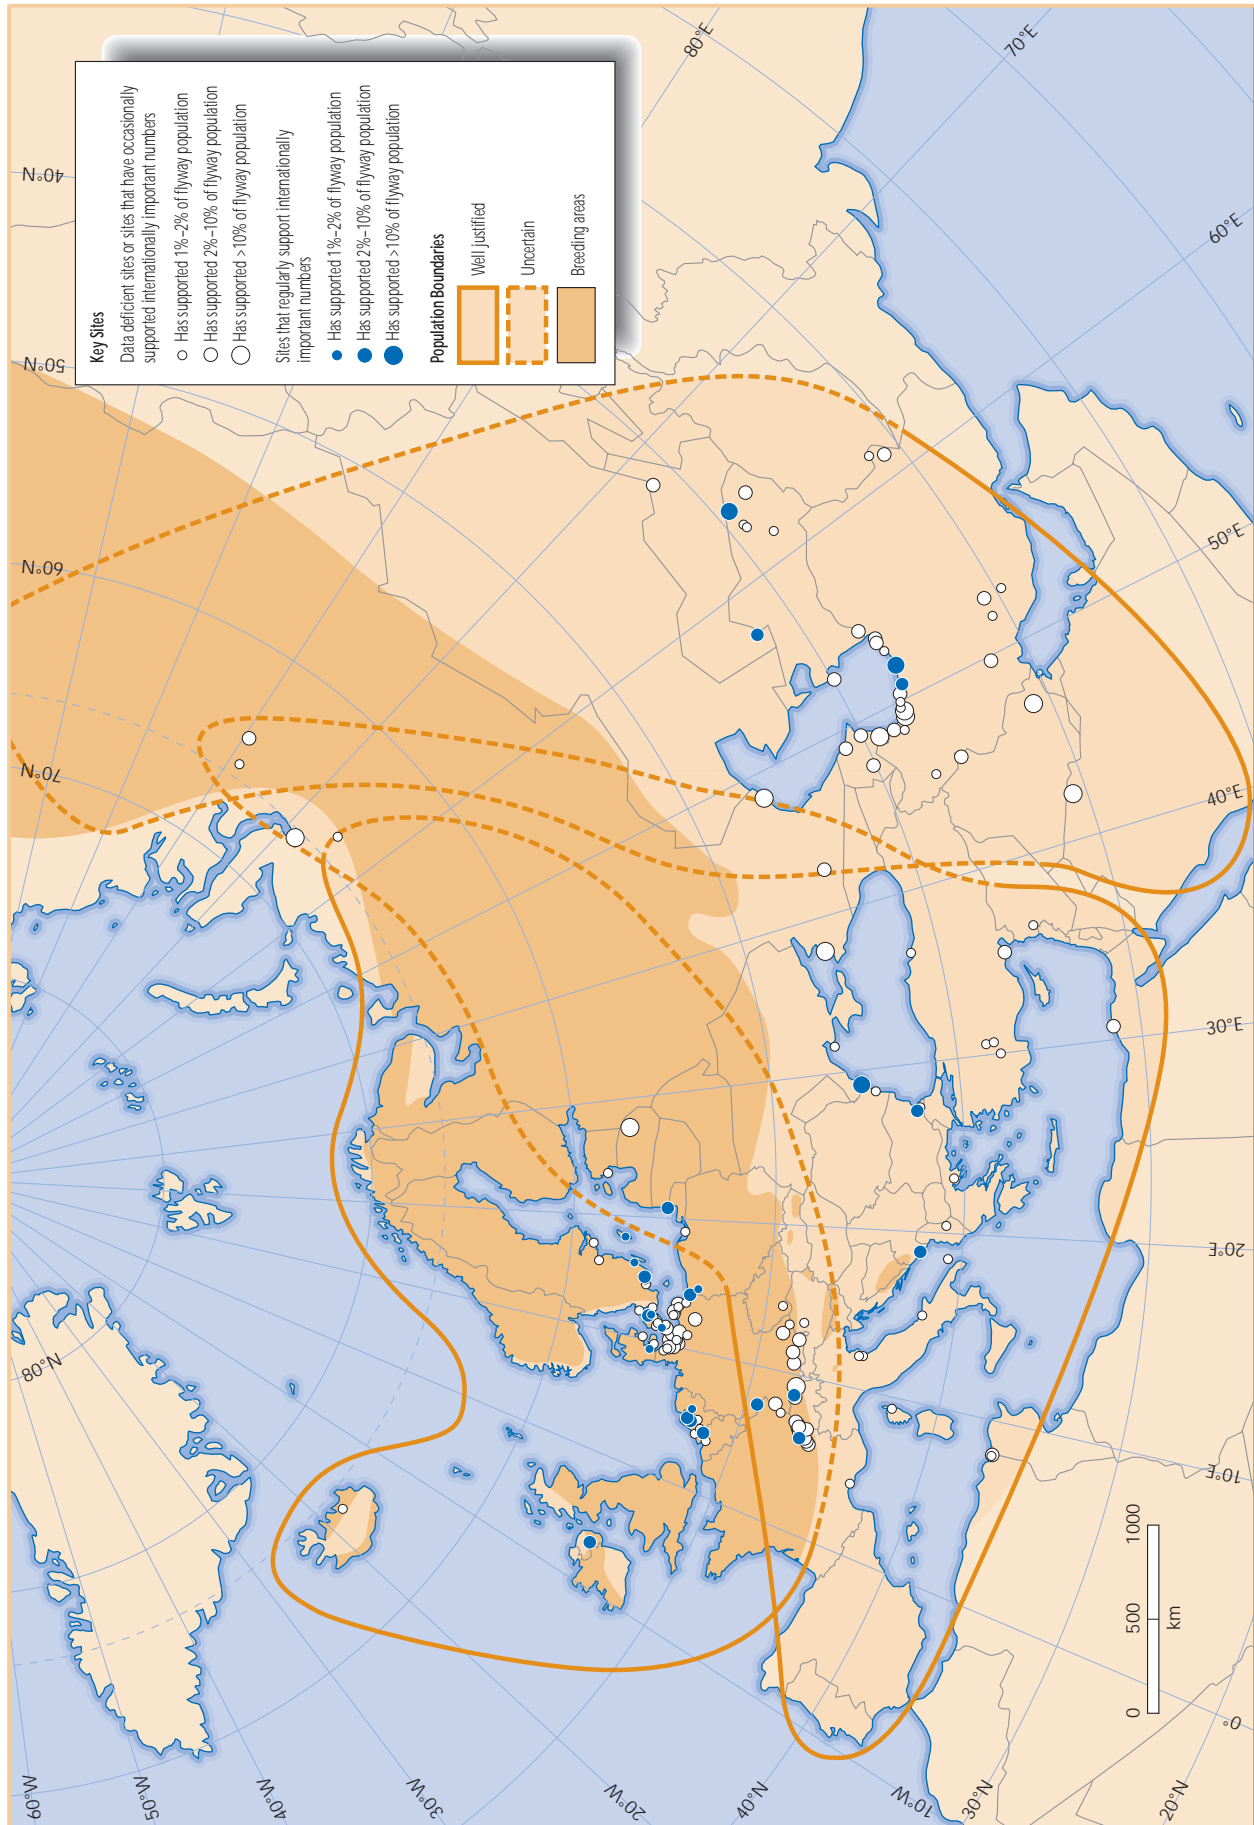 Key Sites
Data deficient sites or sites that have occasionally
supported internationally important numbers
Has supported 1%–2% of flyway population
Has supported 2%–10% of flyway population
Has supported >10% of flyway population
Sites that regularly support internationally
important numbers
Has supported 1%–2% of flyway population
Has supported 2%–10% of flyway population
Has supported >10% of flyway population
Population Boundaries
Well justified
Uncertain
Breeding areas
60°W
50°W
40°W
30°W
20°W
40°N
10°W
30°N
20°N
0°
10°E
20°E
30°E
40°E
50°E
60°E
70°E
80°E
40°N
50°N
60°N
70°N
80°N
0 500 1000
km